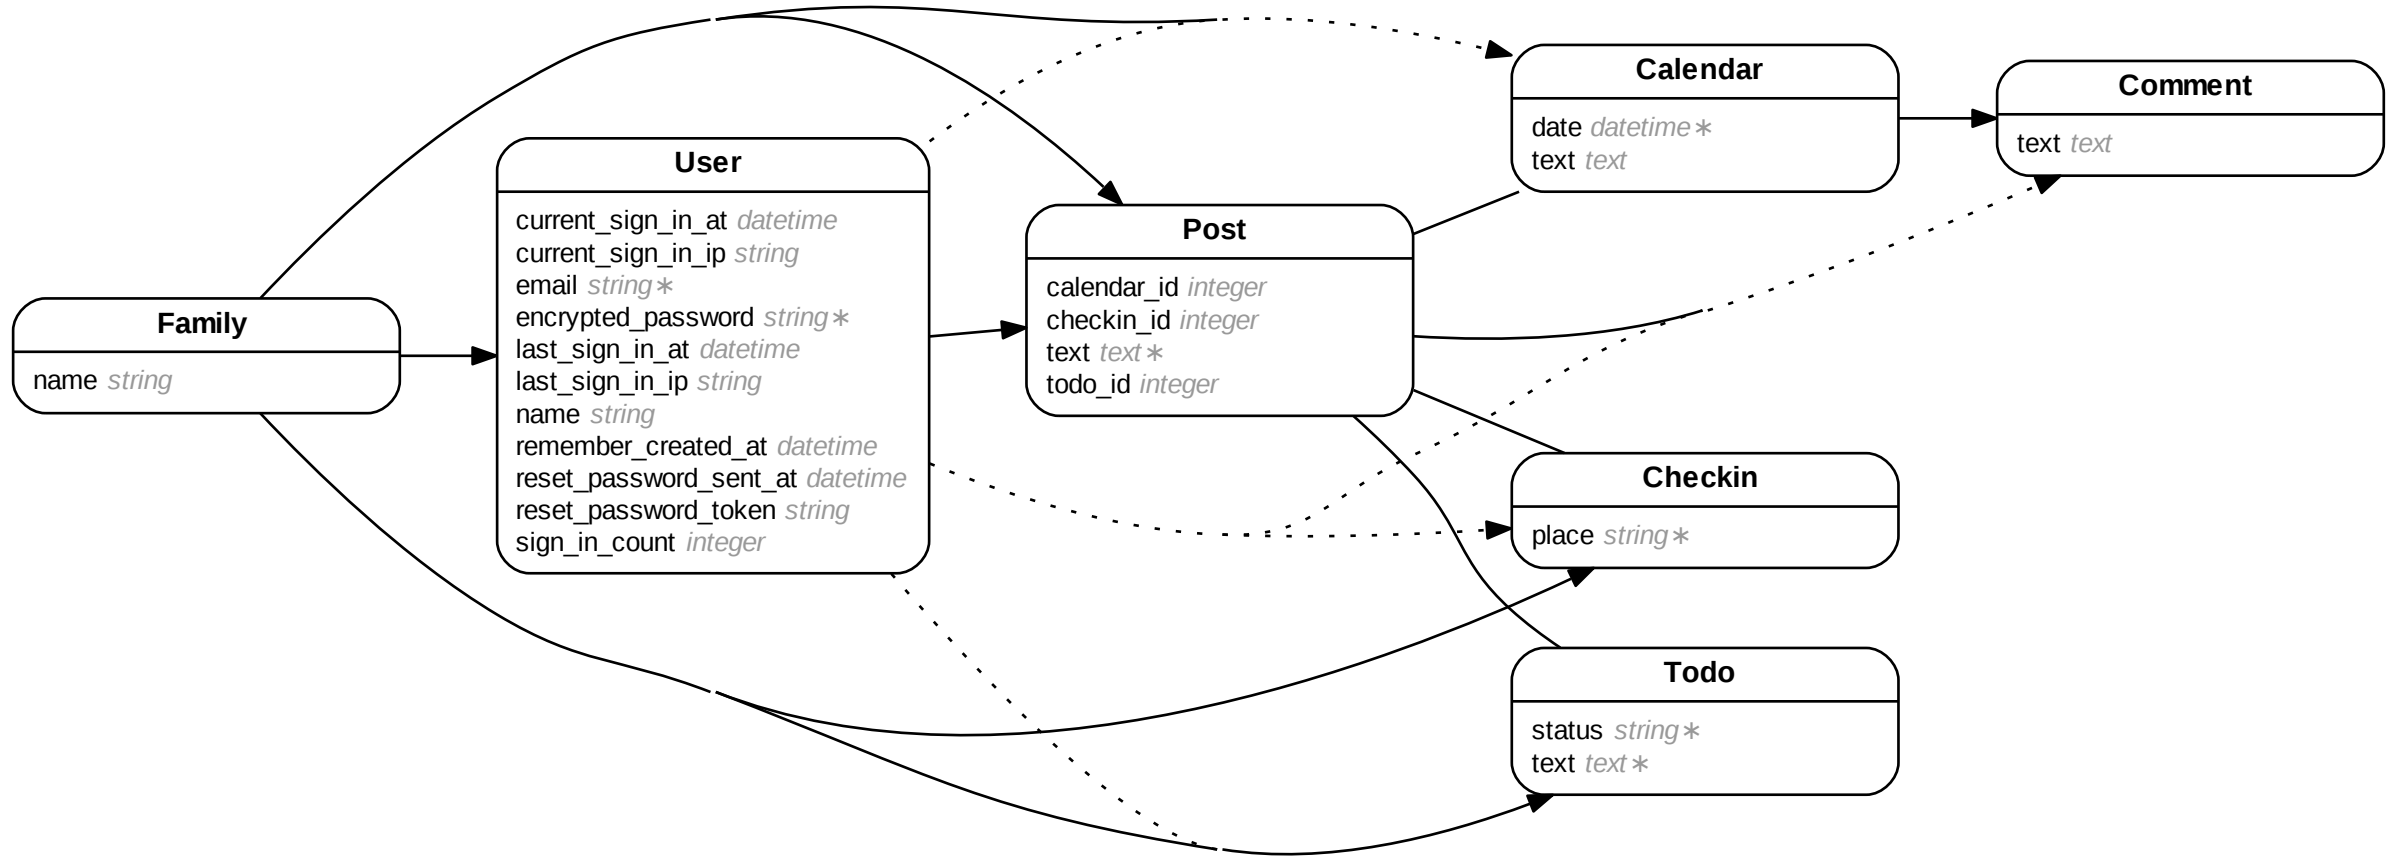 Family
name string
User
current_sign_in_at datetime
current_sign_in_ip string
email string∗
encrypted_password string∗
last_sign_in_at datetime
last_sign_in_ip string
name string
remember_created_at datetime
reset_password_sent_at datetime
reset_password_token string
sign_in_count integer
Post
calendar_id integer
checkin_id integer
text text∗
todo_id integer
Calendar
date datetime∗
text text
Comment
text text
Checkin
place string∗
Todo
status string∗
text text∗